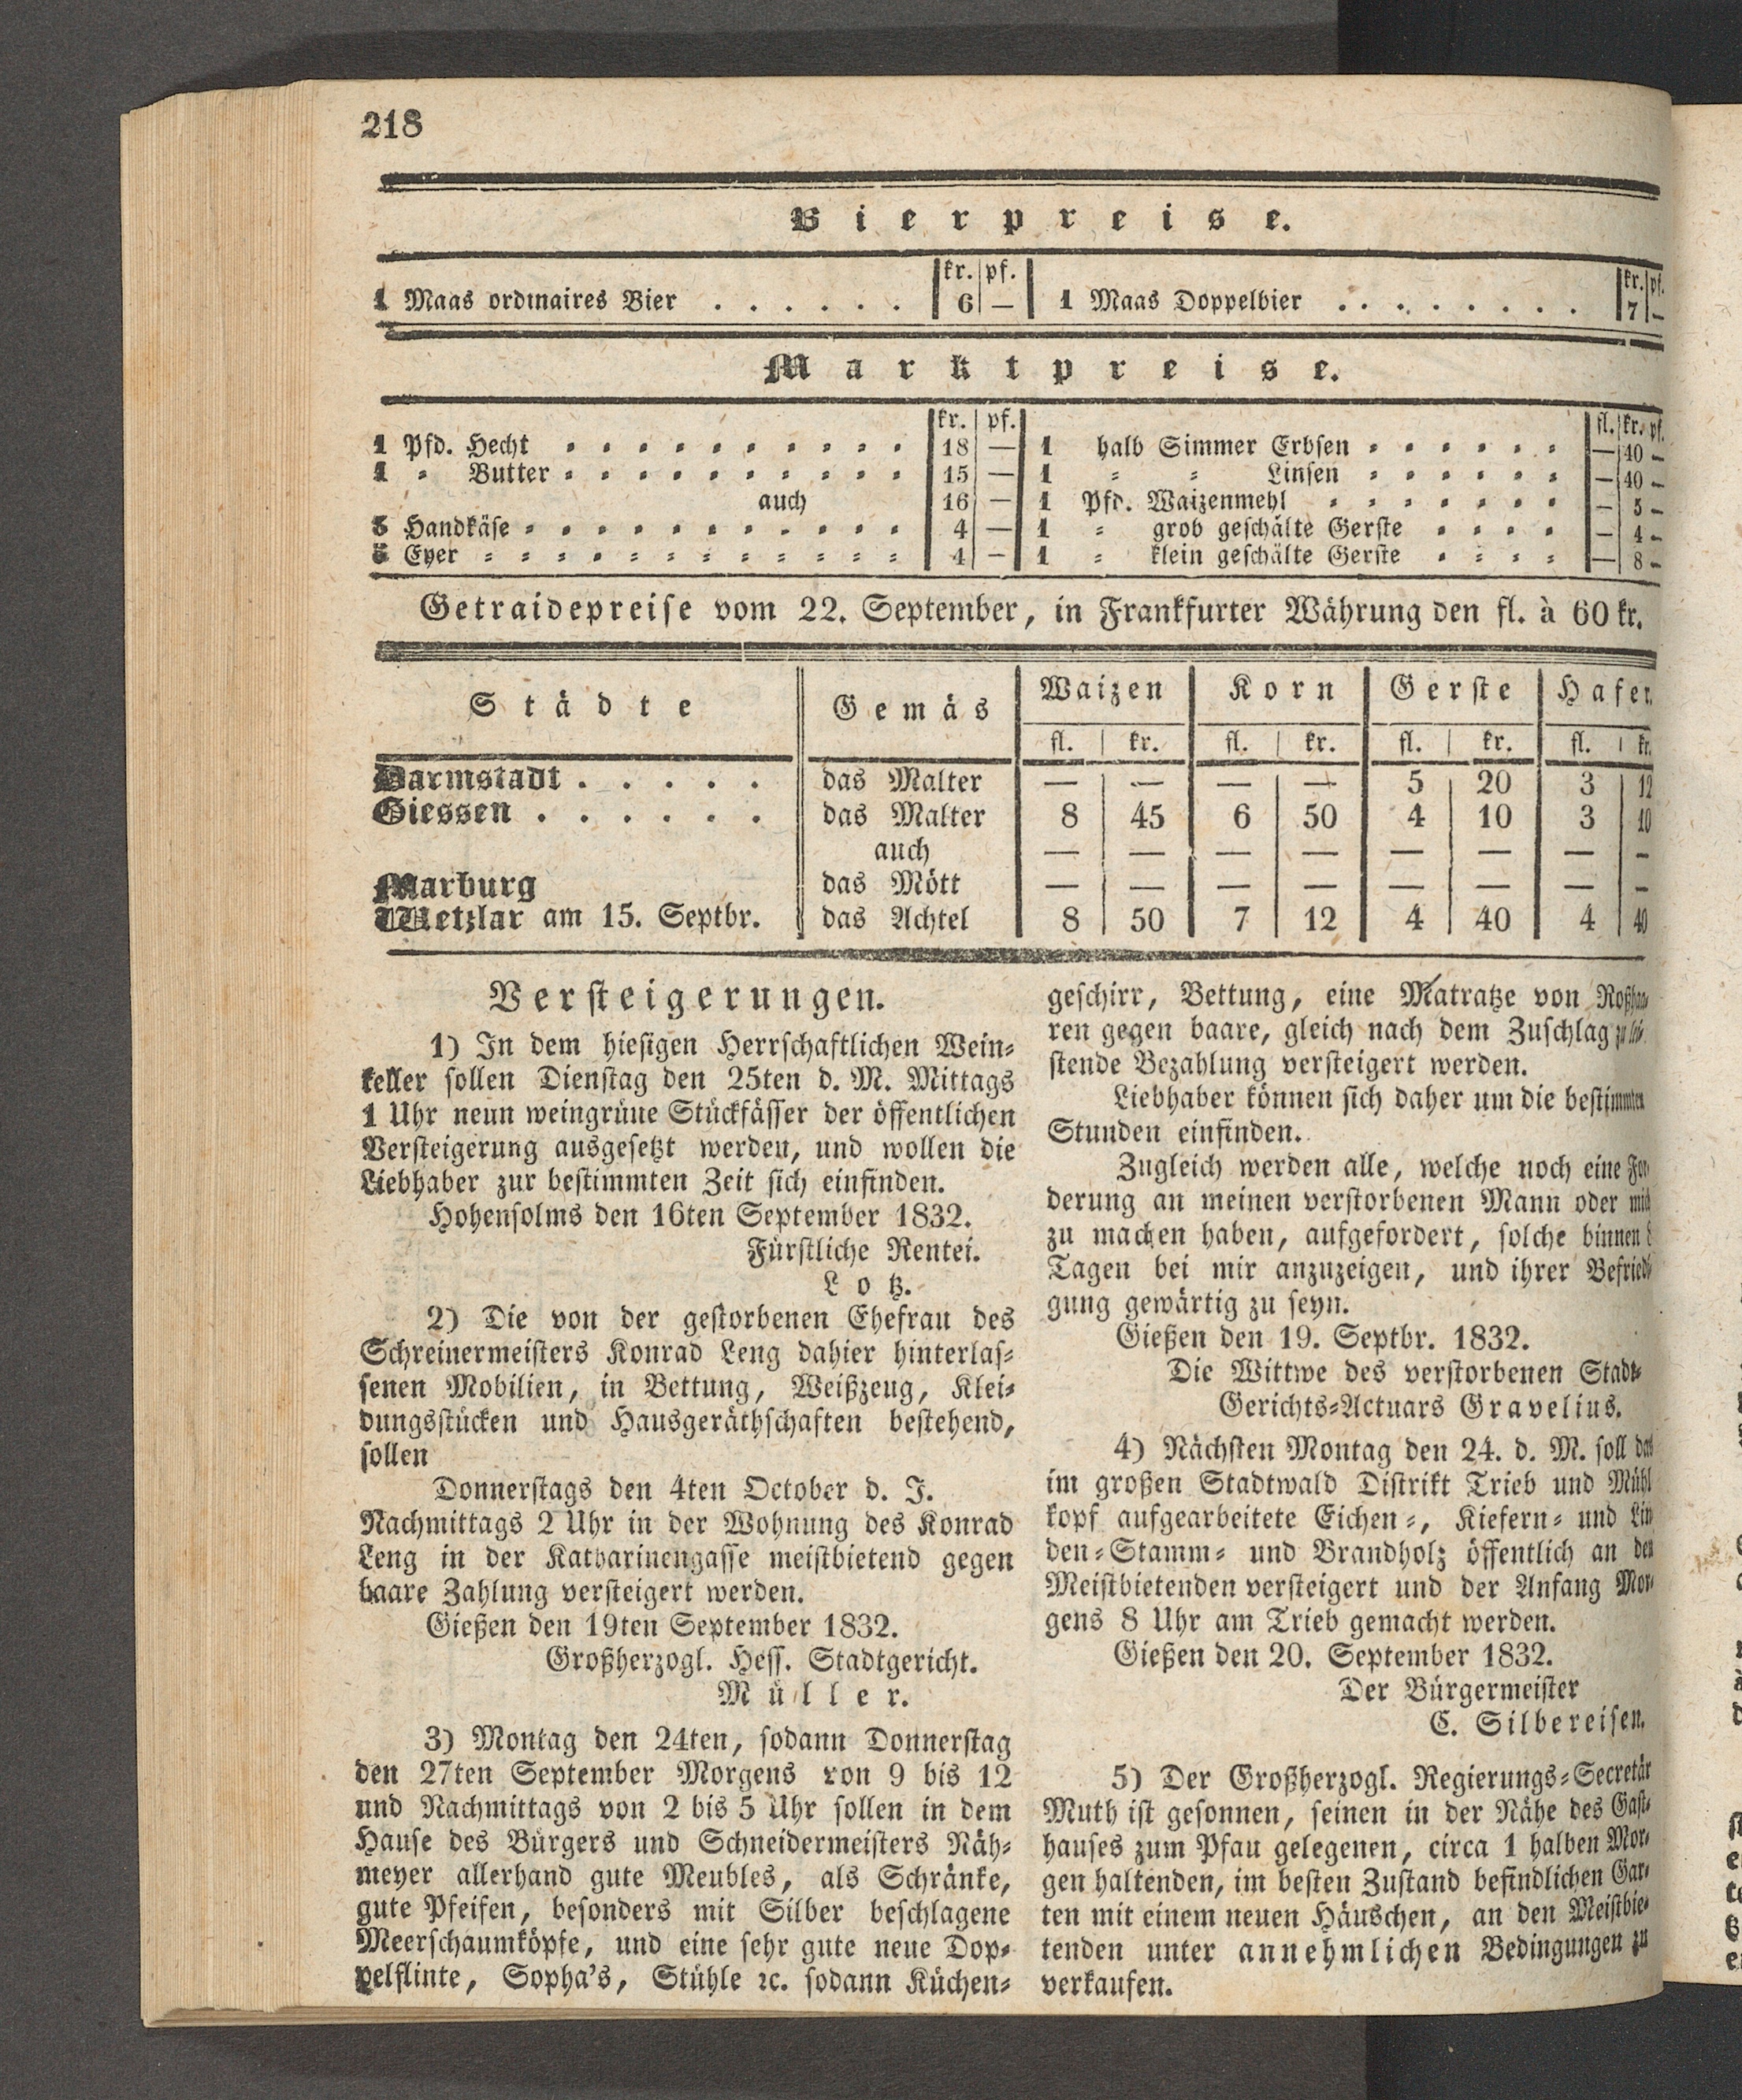 218
Bierpreise.
kr. pf. kr. pf.
1 Maas ordinaires Bier . . . . . . 6 — 1 Maas Doppelbier . . . . . . . . 7 —
Marktpreise.
kr. pf. fl. kr. pf.
1 Pfd. Hecht 18 — 1 halb Simmer Erbsen — 40 —
1 " Butter 15 — 1 " " Linsen — 40 —
auch 16 — 1 Pfd. Waizenmehl — 5 —
5 Handkäse 4 — 1 " grob geschälte Gerste — 4 —
5 Eyer 4 — 1 " klein geschälte Gerste — 8 —
Getraidepreise vom 22. September, in Frankfurter Währung den fl. à 60 kr.
Städte Gemäs Waizen Korn Gerste Hafer.
fl. kr. fl. kr. fl. kr. fl. kr.
Darmstadt . . . . . das Malter — — — — 5 20 3 12
Giessen . . . . . . das Malter 8 45 6 50 4 10 3 10
auch — — — — — — — —
Marburg das Mött — — — — — — — —
Wetzlar am 15. Septbr. das Achtel 8 50 7 12 4 40 4 40
Versteigerungen.
1) In dem hiesigen Herrschaftlichen Wein-
keller sollen Dienstag den 25ten d. M. Mittags
1 Uhr neun weingrüne Stückfässer der öffentlichen
Versteigerung ausgesetzt werden, und wollen die
Liebhaber zur bestimmten Zeit sich einfinden.
Hohensolms den 16ten September 1832.
Fürstliche Rentei.
Lotz.
2) Die von der gestorbenen Ehefrau des
Schreinermeisters Konrad Leng dahier hinterlas-
senen Mobilien, in Bettung, Weißzeug, Klei-
dungsstücken und Hausgeräthschaften bestehend,
sollen
Donnerstags den 4ten October d. J.
Nachmittags 2 Uhr in der Wohnung des Konrad
Leng in der Katharinengasse meistbietend gegen
baare Zahlung versteigert werden.
Gießen den 19ten September 1832.
Großherzogl. Hess. Stadtgericht.
Müller.
3) Montag den 24ten, sodann Donnerstag
den 27ten September Morgens von 9 bis 12
und Nachmittags von 2 bis 5 Uhr sollen in dem
Hause des Bürgers und Schneidermeisters Näh-
meyer allerhand gute Meubles, als Schränke,
gute Pfeifen, besonders mit Silber beschlagene
Meerschaumköpfe, und eine sehr gute neue Dop-
pelflinte, Sopha's, Stühle ꝛc. sodann Küchen-
geschirr, Bettung, eine Matratze von Roßhaa-
ren gegen baare, gleich nach dem Zuschlag zu lei-
stende Bezahlung versteigert werden.
Liebhaber können sich daher um die bestimmten
Stunden einfinden.
Zugleich werden alle, welche noch eine For-
derung an meinen verstorbenen Mann oder mich
zu machen haben, aufgefordert, solche binnen 8
Tagen bei mir anzuzeigen, und ihrer Befriedi-
gung gewärtig zu seyn.
Gießen den 19. Septbr. 1832.
Die Wittwe des verstorbenen Stadt-
Gerichts-Actuars Gravelius.
4) Nächsten Montag den 24. d. M. soll das
im großen Stadtwald Distrikt Trieb und Mühl
kopf aufgearbeitete Eichen-, Kiefern- und Lin
den-Stamm- und Brandholz öffentlich an den
Meistbietenden versteigert und der Anfang Mor-
gens 8 Uhr am Trieb gemacht werden.
Gießen den 20. September 1832.
Der Bürgermeister
C. Silbereisen.
5) Der Großherzogl. Regierungs-Secretär
Muth ist gesonnen, seinen in der Nähe des Gast-
hauses zum Pfau gelegenen, circa 1 halben Mor-
gen haltenden, im besten Zustand befindlichen Gar-
ten mit einem neuen Häuschen, an den Meistbie-
tenden unter annehmlichen Bedingungen zu
verkaufen.